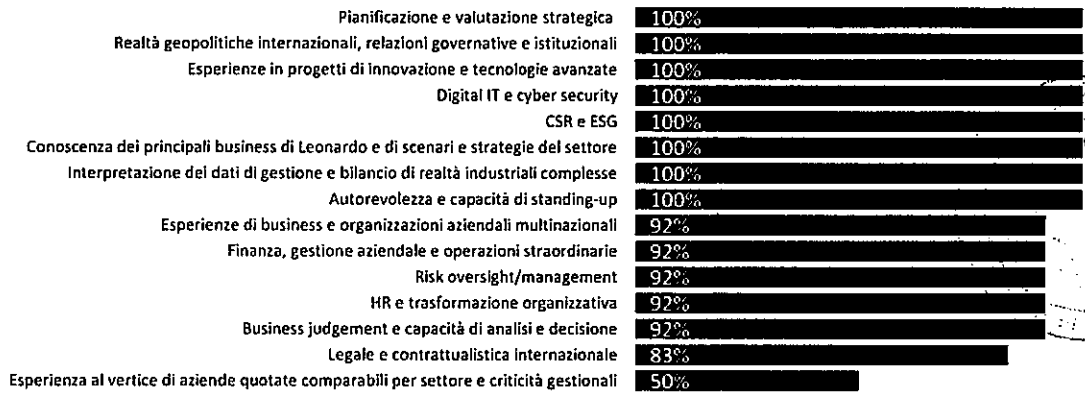 Pianificazione e valutazione strategica 100%
Realtà geopolitiche internazionali, relazioni governative e istituzionali 100%
Esperienze in progetti di innovazione e tecnologie avanzate 100%
Digital IT e cyber security 100%
CSR e ESG 100%
Conoscenza dei principali business di Leonardo e di scenari e strategie del settore 100%
Interpretazione dei dati di gestione e bilancio di realtà industriali complesse 100%
Autorevolezza e capacità di standing-up 100%
Esperienze di business e organizzazioni aziendali multinazionali 92%
Finanza, gestione aziendale e operazioni straordinarie 92%
Risk oversight/management 92%
HR e trasformazione organizzativa 92%
Business judgement e capacità di analisi e decisione 92%
Legale e contrattualistica internazionale 83%
Esperienza al vertice di aziende quotate comparabili per settore e criticità gestionali 50%